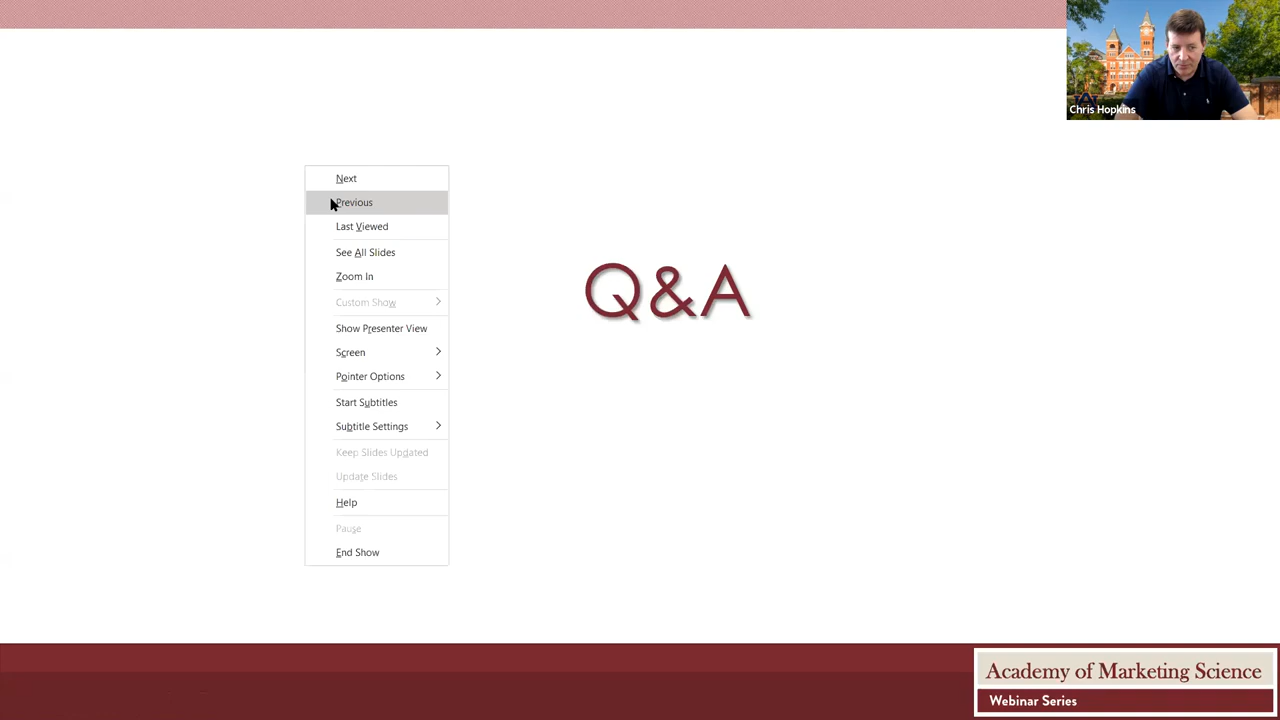 Chris Hopkins
Next
Previous
Last Viewed
See All Slides
Zoom In
Custom Show
Show Presenter View
Screen
Pointer Options
Start Subtitles
Subtitle Settings
Keep Slides Updated
Update Slides
Help
Pause
End Show
Q&A
Academy of Marketing Science
Webinar Series